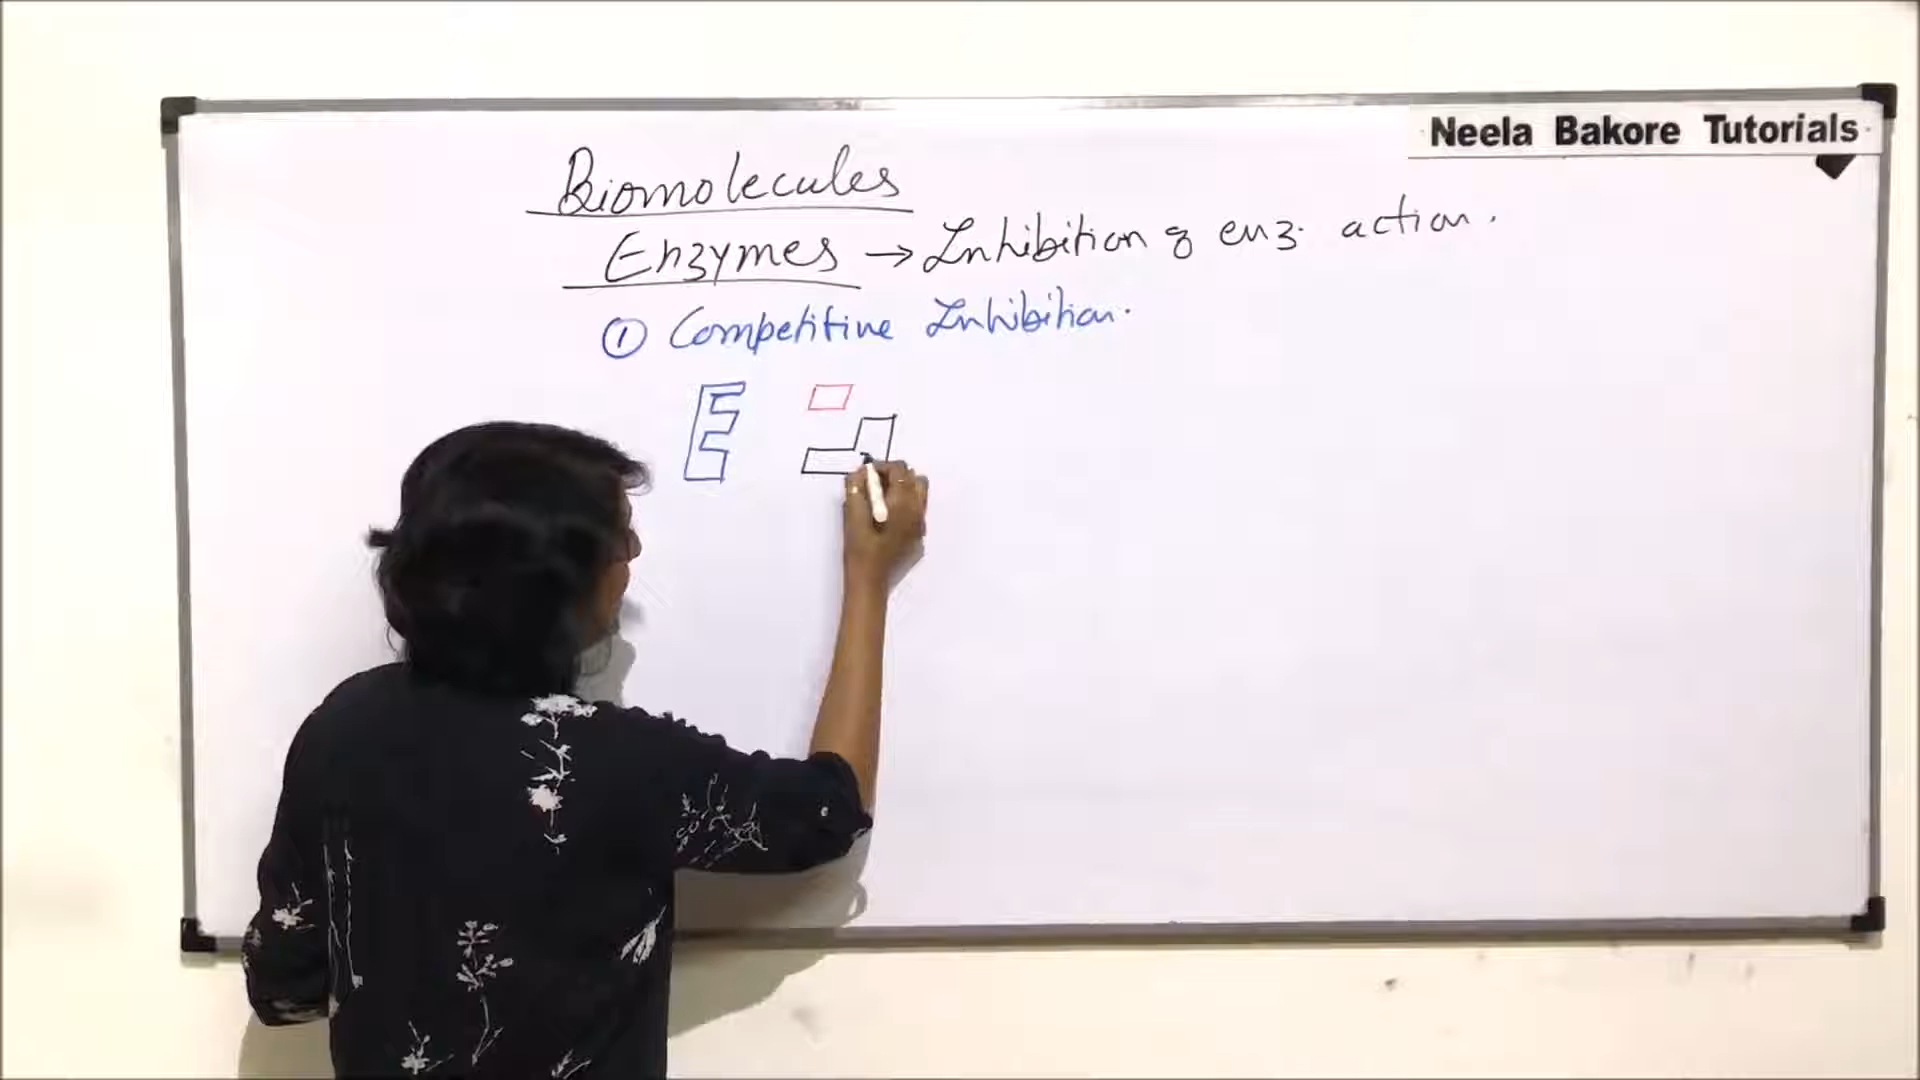 Neela Bakore Tutorials
Biomolecules
Enzymes → Inhibition of enz. action.
① Competitive Inhibition.